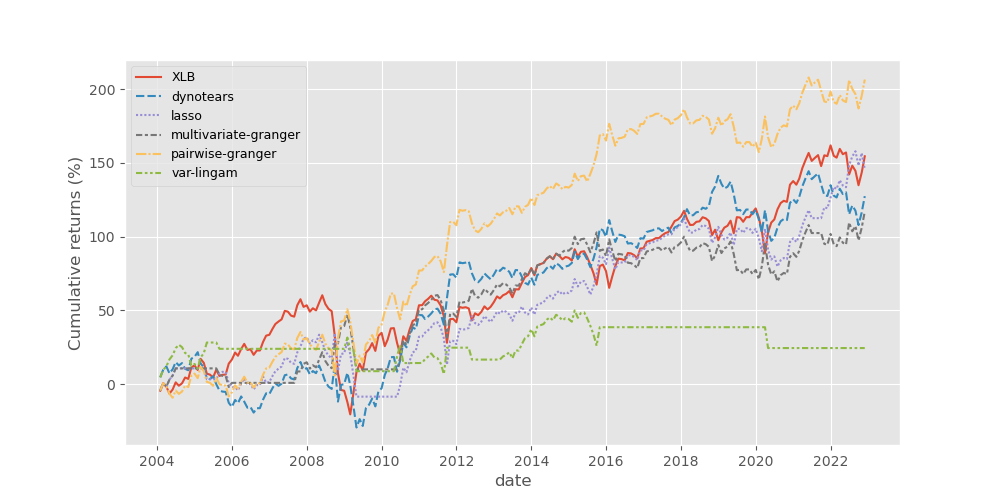 XLB
dynotears
lasso
multivariate-granger
pairwise-granger
var-lingam
Cumulative returns (%)
200
150
100
50
0
2004 2006 2008 2010 2012 2014 2016 2018 2020 2022
date